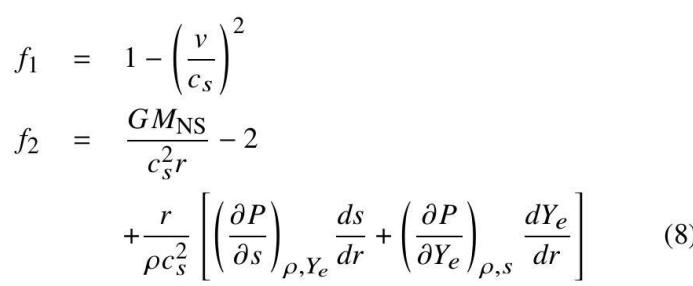 f_1 = 1 - \left( \frac{v}{c_s} \right)^2
f_2 = \frac{GM_{\mathrm{NS}}}{c_s^2 r} - 2
+ \frac{r}{\rho c_s^2} \left[ \left( \frac{\partial P}{\partial s} \right)_{\rho, Y_e} \frac{ds}{dr} + \left( \frac{\partial P}{\partial Y_e} \right)_{\rho, s} \frac{dY_e}{dr} \right] (8)